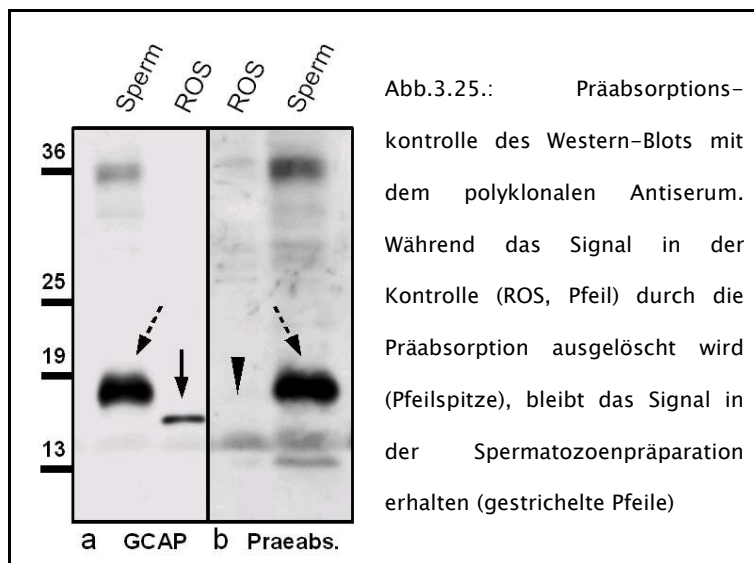 Sperm ROS ROS Sperm
36
25
19
13
a GCAP b Praeabs.
Abb.3.25.: Präabsorptions-
kontrolle des Western-Blots mit
dem polyklonalen Antiserum.
Während das Signal in der
Kontrolle (ROS, Pfeil) durch die
Präabsorption ausgelöscht wird
(Pfeilspitze), bleibt das Signal in
der Spermatozoenpräparation
erhalten (gestrichelte Pfeile)